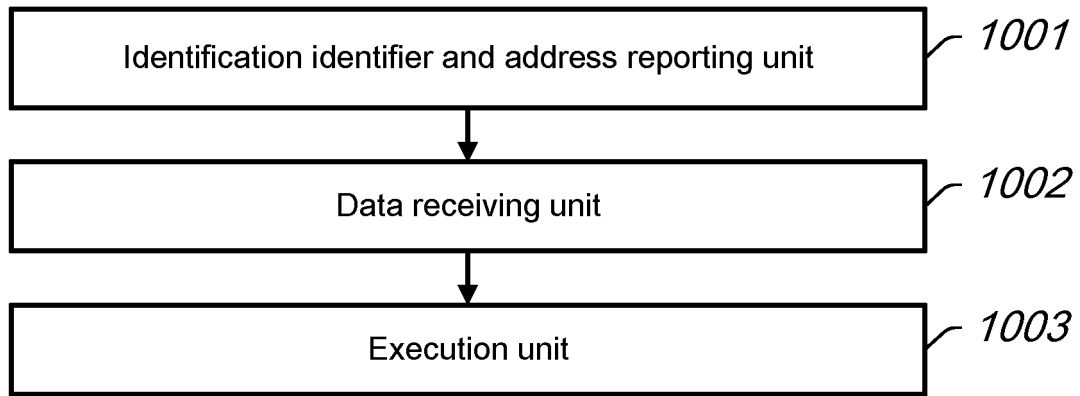 Identification identifier and address reporting unit
1001
Data receiving unit
1002
Execution unit
1003